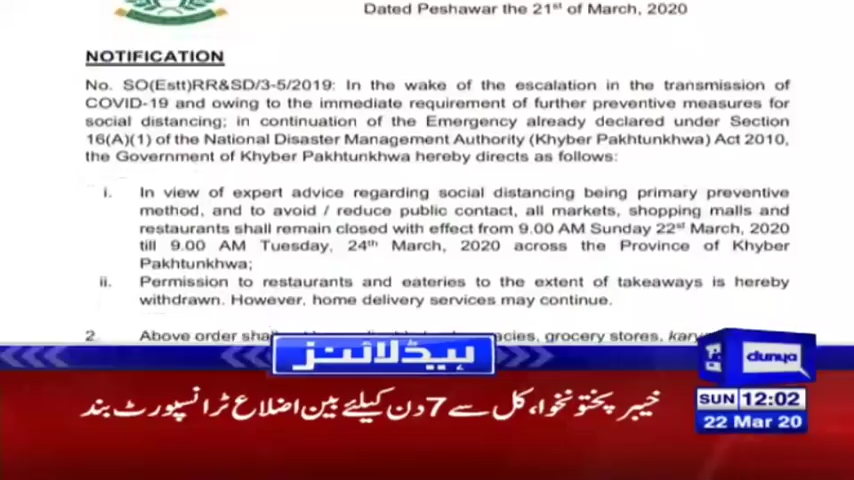 Dated Peshawar the 21st of March, 2020
NOTIFICATION
No. SO(Estt)RR&SD/3-5/2019: In the wake of the escalation in the transmission of
COVID-19 and owing to the immediate requirement of further preventive measures for
social distancing; in continuation of the Emergency already declared under Section
16(A)(1) of the National Disaster Management Authority (Khyber Pakhtunkhwa) Act 2010,
the Government of Khyber Pakhtunkhwa hereby directs as follows:
i. In view of expert advice regarding social distancing being primary preventive
method, and to avoid / reduce public contact, all markets, shopping malls and
restaurants shall remain closed with effect from 9.00 AM Sunday 22st March, 2020
till 9.00 AM Tuesday, 24th March, 2020 across the Province of Khyber
Pakhtunkhwa;
ii. Permission to restaurants and eateries to the extent of takeaways is hereby
withdrawn. However, home delivery services may continue.
2. Above order grocery stores,
ہیڈلائنز
dunya
خیبر پختونخوا، کل سے 7 دن کیلئے بین اضلاع ٹرانسپورٹ بند
SUN 12:02
22 Mar 20